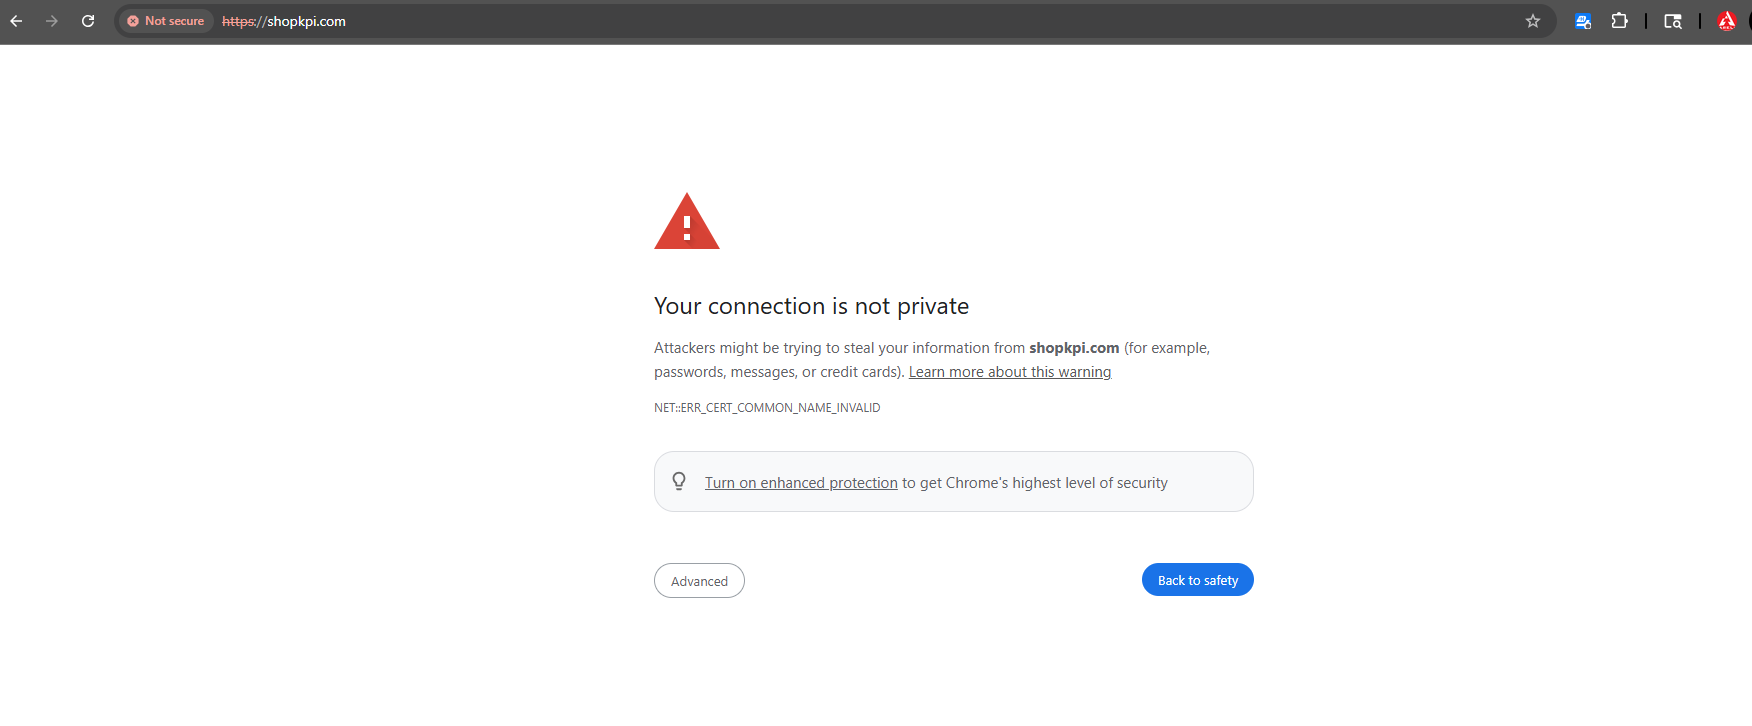 Not secure https://shopkpi.com
Your connection is not private
Attackers might be trying to steal your information from shopkpi.com (for example,
passwords, messages, or credit cards). Learn more about this warning
NET::ERR_CERT_COMMON_NAME_INVALID
Turn on enhanced protection to get Chrome's highest level of security
Advanced
Back to safety